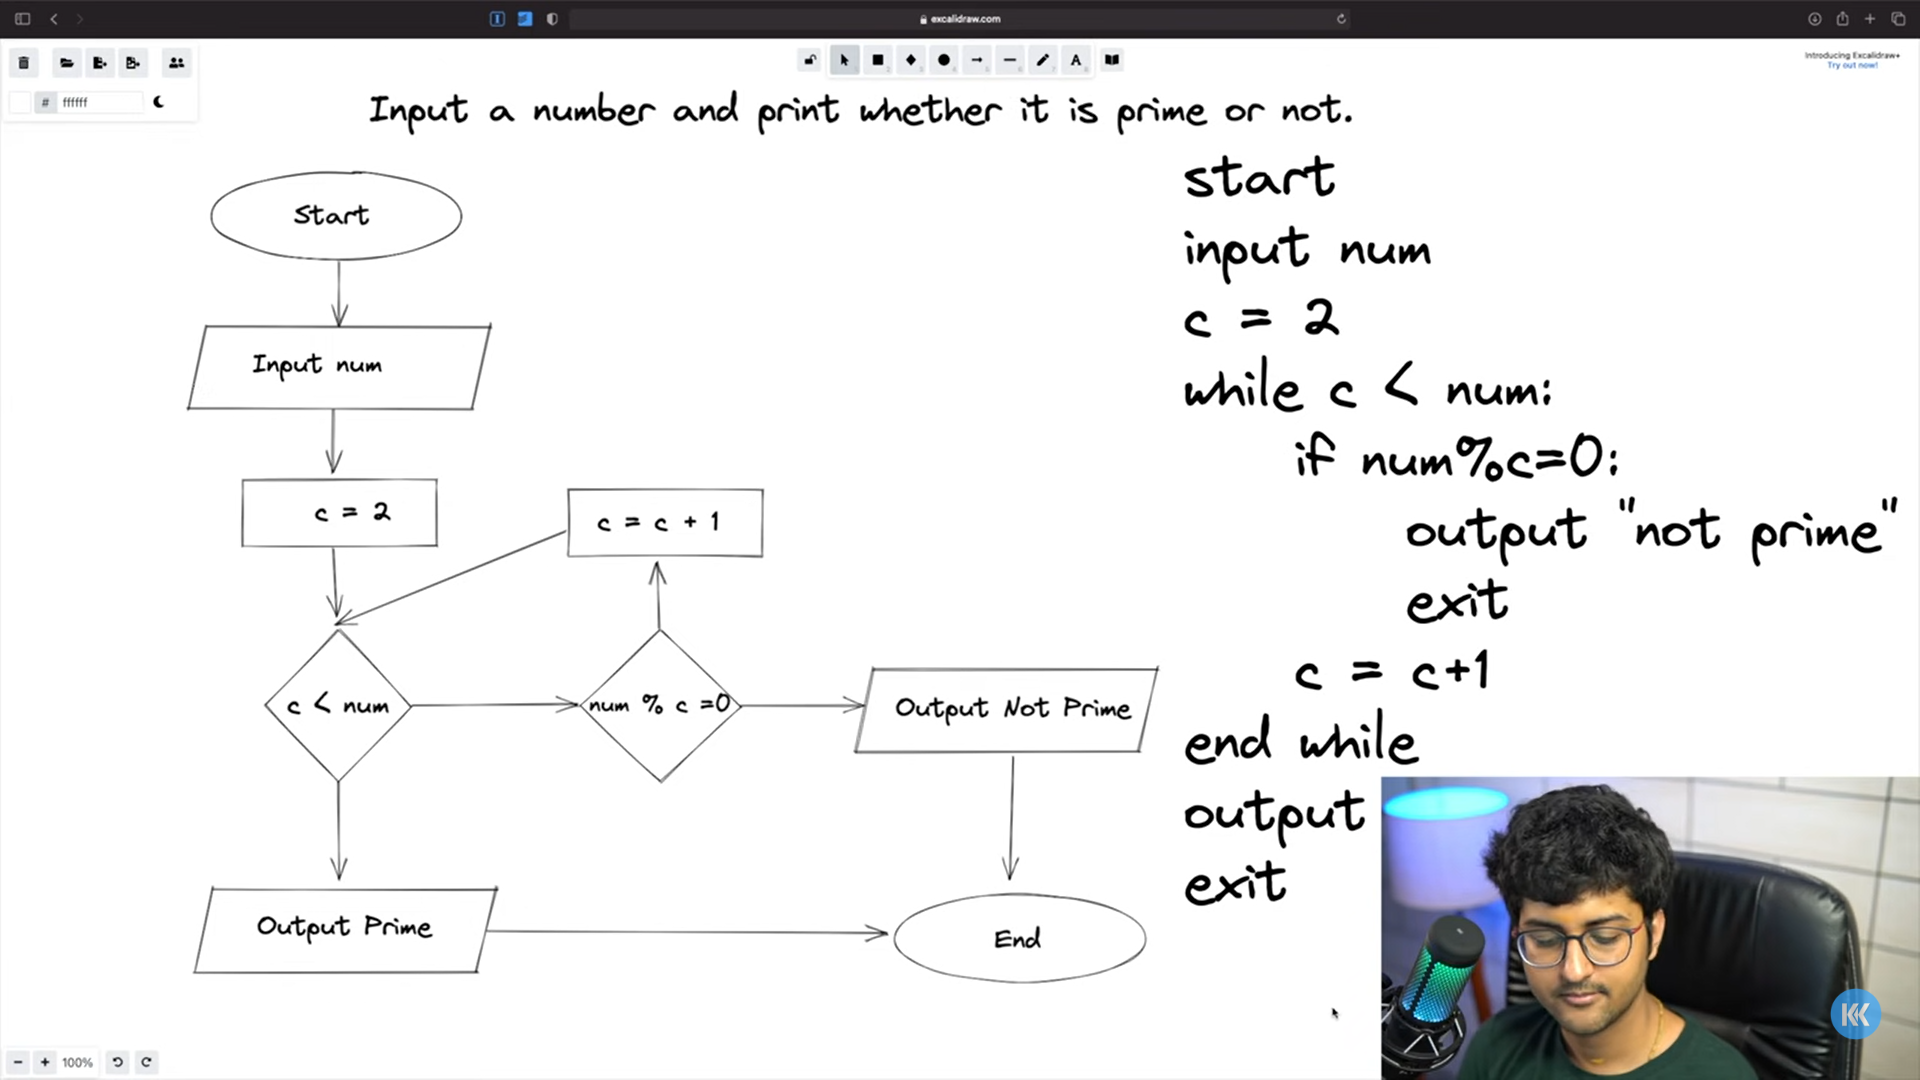 excalidraw.com
Introducing Excalidraw+
Try out now!
# ffffff
Input a number and print whether it is prime or not.
Start
Input num
c = 2
c = c + 1
c < num
num % c =0
Output Not Prime
Output Prime
End
start
input num
c = 2
while c < num:
if num%c=0:
output "not prime"
exit
c = c+1
end while
output
exit
100%
KK